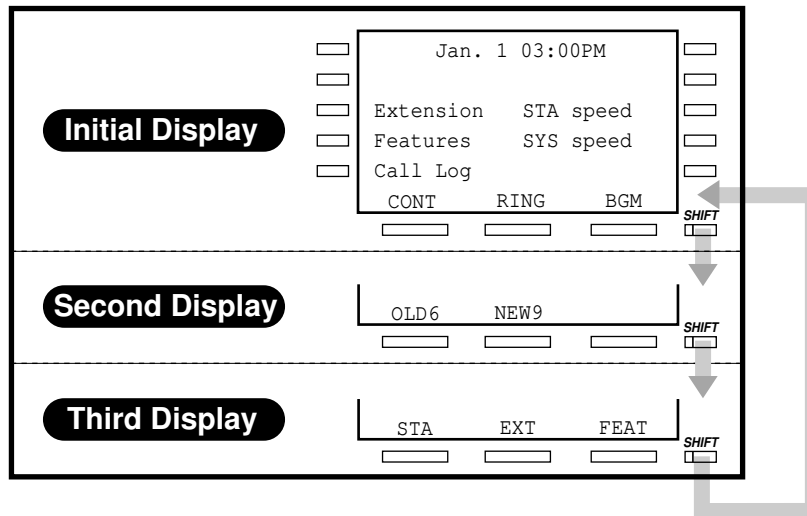 Jan. 1 03:00PM
Initial Display
Extension STA speed
Features SYS speed
Call Log
CONT RING BGM
SHIFT
Second Display
OLD6 NEW9
SHIFT
Third Display
STA EXT FEAT
SHIFT